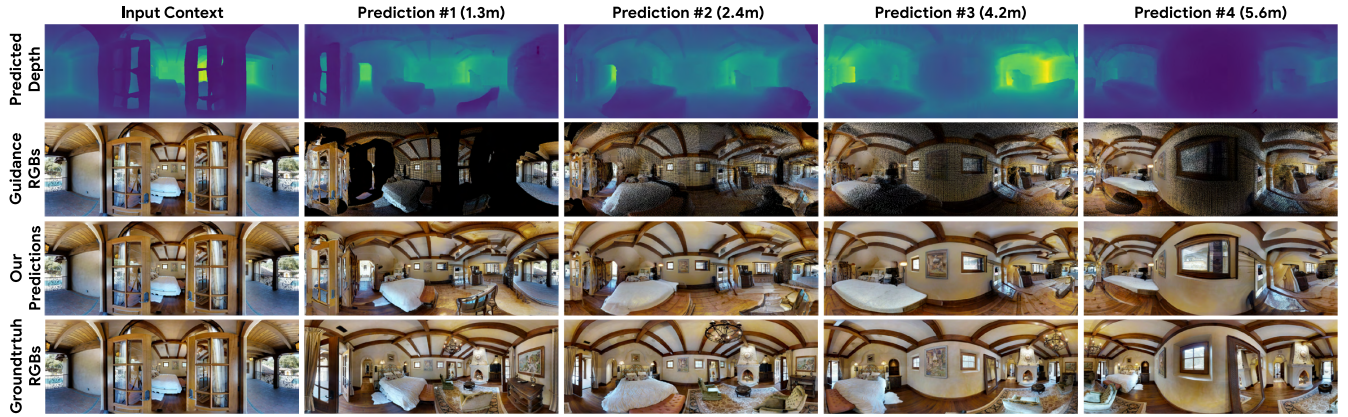 Input Context
Prediction #1 (1.3m)
Prediction #2 (2.4m)
Prediction #3 (4.2m)
Prediction #4 (5.6m)
Predicted
Depth
Guidance
RGBs
Our
Predictions
Groundtrtuh
RGBs